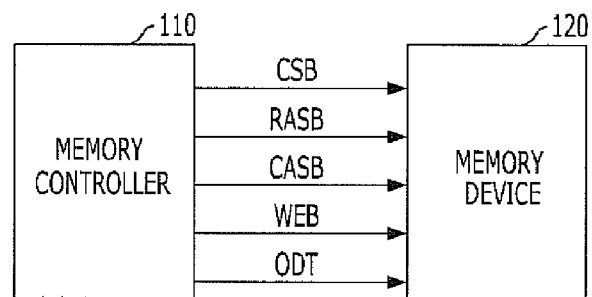 110
120
CSB
RASB
MEMORY
CONTROLLER
CASB
MEMORY
DEVICE
WEB
ODT